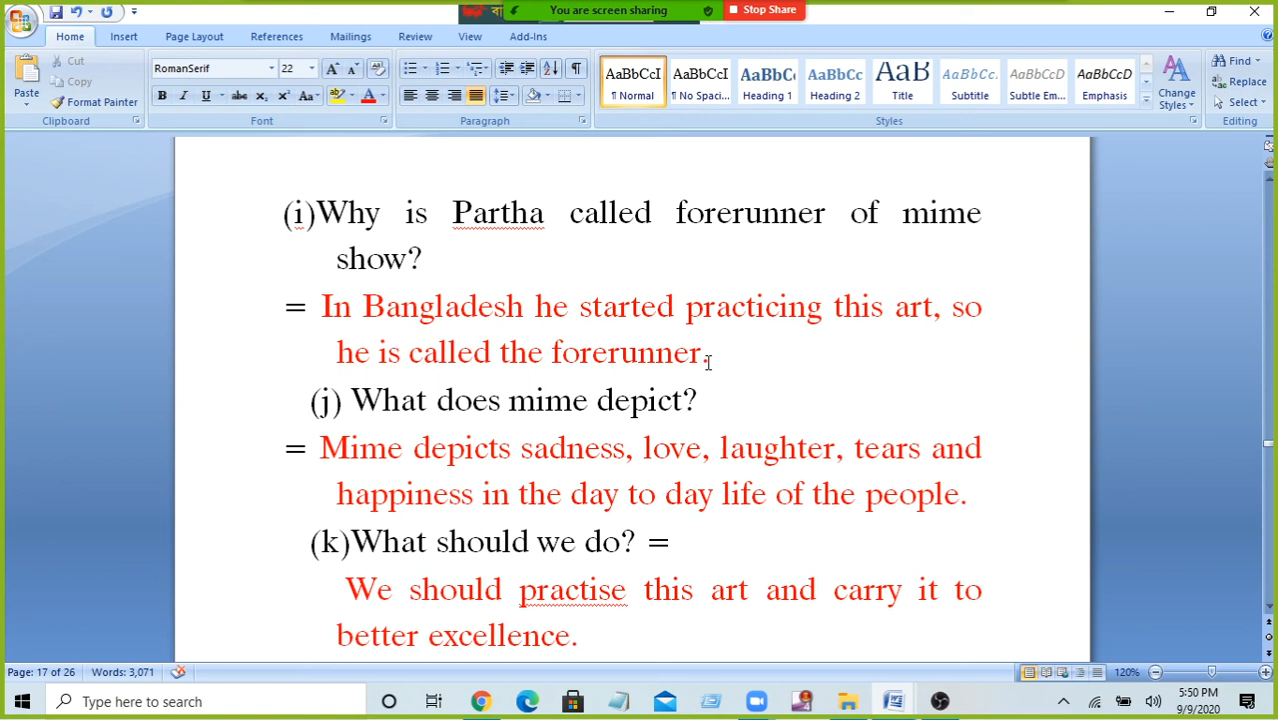 বা
You are screen sharing
Stop Share
Home Insert Page Layout References Mailings Review View Add-Ins
Paste
Cut
Copy
Format Painter
Clipboard
RomanSerif 22
Font
Paragraph
AaBbCcI AaBbCcI AaBbCc AaBbCc AaB AaBbCc. AaBbCcD AaBbCcD
¶ Normal ¶ No Spaci... Heading 1 Heading 2 Title Subtitle Subtle Em... Emphasis
Change Styles
Styles
Find
Replace
Select
Editing
(i)Why is Partha called forerunner of mime
show?
= In Bangladesh he started practicing this art, so
he is called the forerunner.
(j) What does mime depict?
= Mime depicts sadness, love, laughter, tears and
happiness in the day to day life of the people.
(k)What should we do? =
We should practise this art and carry it to
better excellence.
Page: 17 of 26 Words: 3,071 120%
Type here to search
5:50 PM
9/9/2020